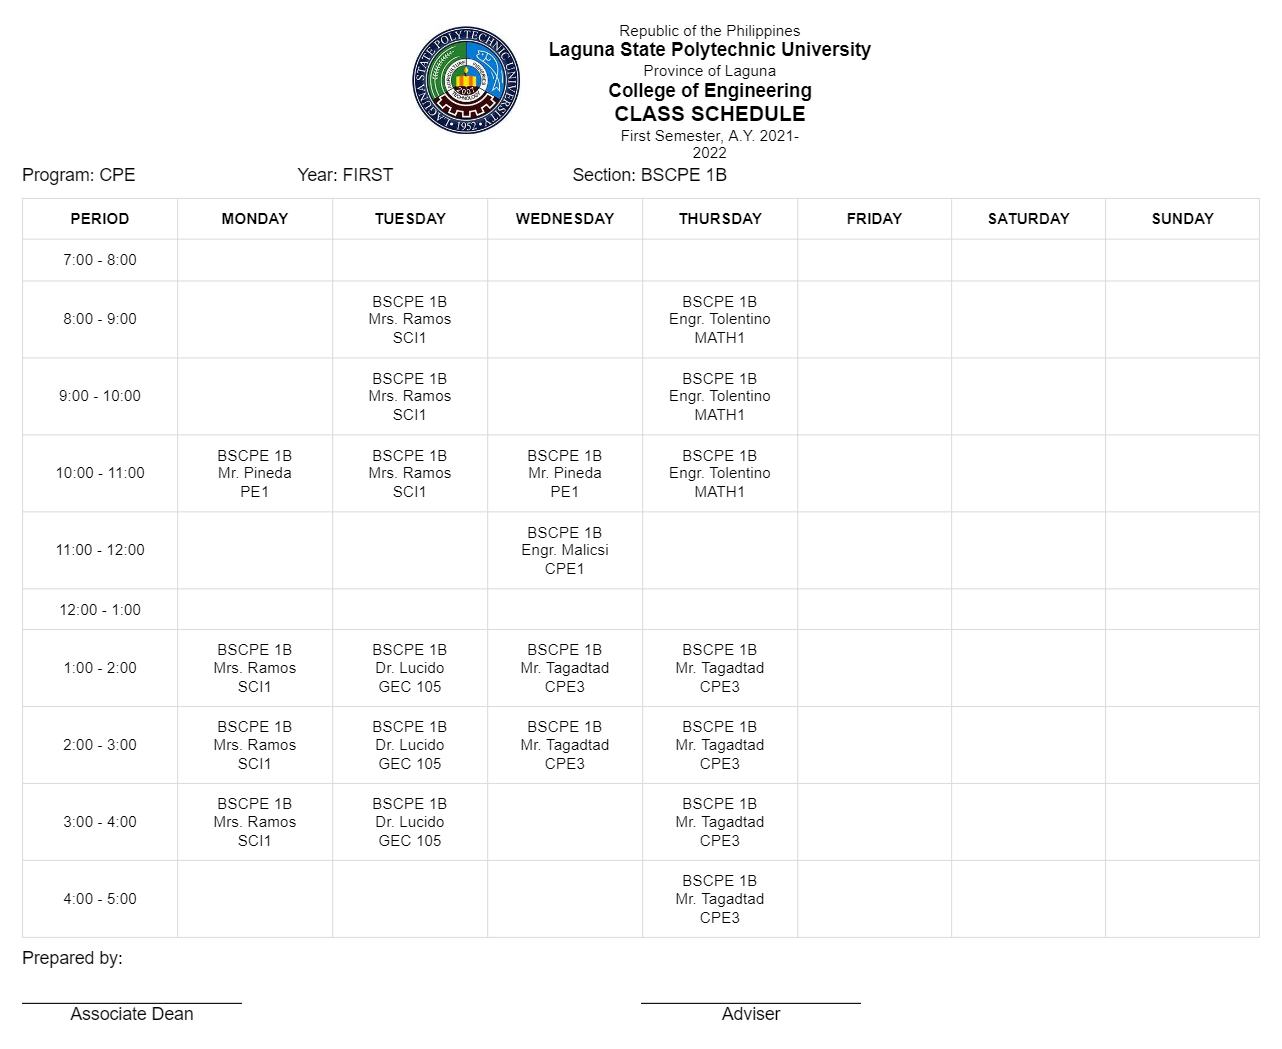 LAGUNA STATE POLYTECHNIC UNIVERSITY
1952
Republic of the Philippines
Laguna State Polytechnic University
Province of Laguna
College of Engineering
CLASS SCHEDULE
First Semester, A.Y. 2021-
2022
Program: CPE Year: FIRST Section: BSCPE 1B
PERIOD MONDAY TUESDAY WEDNESDAY THURSDAY FRIDAY SATURDAY SUNDAY
7:00 - 8:00
8:00 - 9:00
BSCPE 1B
Mrs. Ramos
SCI1
BSCPE 1B
Engr. Tolentino
MATH1
9:00 - 10:00
BSCPE 1B
Mrs. Ramos
SCI1
BSCPE 1B
Engr. Tolentino
MATH1
10:00 - 11:00
BSCPE 1B
Mr. Pineda
PE1
BSCPE 1B
Mrs. Ramos
SCI1
BSCPE 1B
Mr. Pineda
PE1
BSCPE 1B
Engr. Tolentino
MATH1
11:00 - 12:00
BSCPE 1B
Engr. Malicsi
CPE1
12:00 - 1:00
1:00 - 2:00
BSCPE 1B
Mrs. Ramos
SCI1
BSCPE 1B
Dr. Lucido
GEC 105
BSCPE 1B
Mr. Tagadtad
CPE3
BSCPE 1B
Mr. Tagadtad
CPE3
2:00 - 3:00
BSCPE 1B
Mrs. Ramos
SCI1
BSCPE 1B
Dr. Lucido
GEC 105
BSCPE 1B
Mr. Tagadtad
CPE3
BSCPE 1B
Mr. Tagadtad
CPE3
3:00 - 4:00
BSCPE 1B
Mrs. Ramos
SCI1
BSCPE 1B
Dr. Lucido
GEC 105
BSCPE 1B
Mr. Tagadtad
CPE3
4:00 - 5:00
BSCPE 1B
Mr. Tagadtad
CPE3
Prepared by:
Associate Dean
Adviser